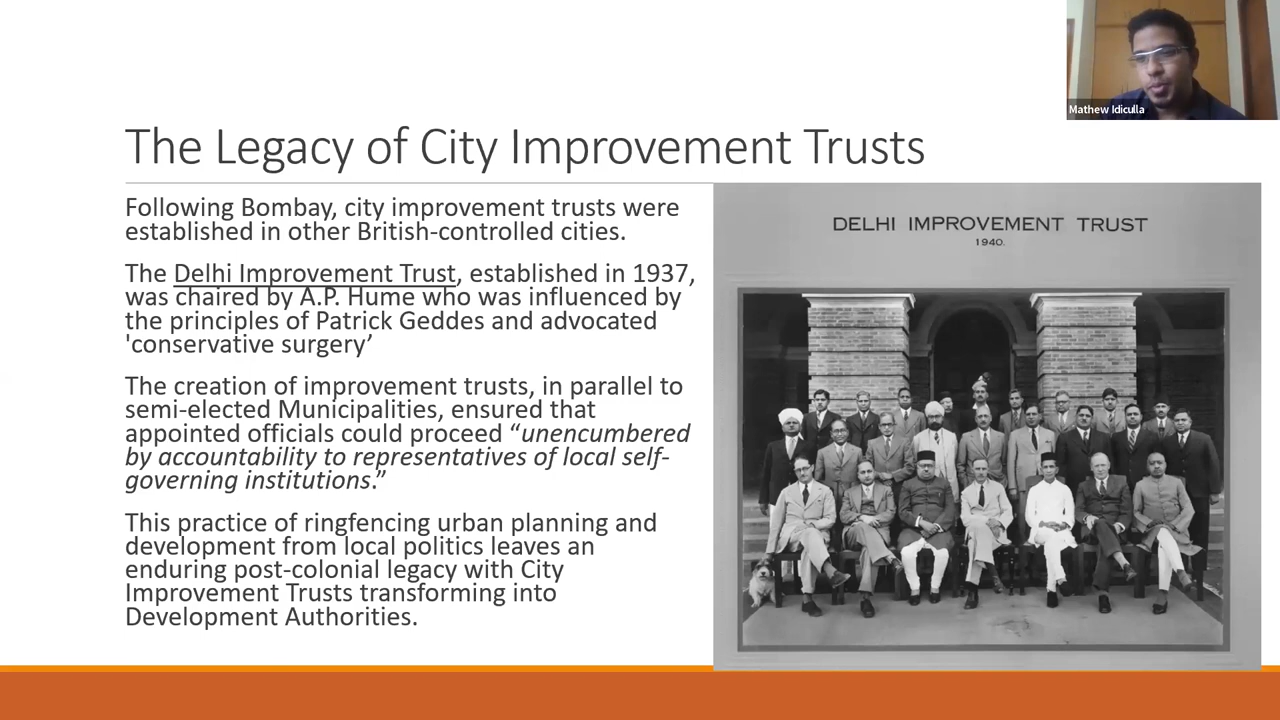 Mathew Idiculla
The Legacy of City Improvement Trusts
Following Bombay, city improvement trusts were
established in other British-controlled cities.
The Delhi Improvement Trust, established in 1937,
was chaired by A.P. Hume who was influenced by
the principles of Patrick Geddes and advocated
'conservative surgery’
The creation of improvement trusts, in parallel to
semi-elected Municipalities, ensured that
appointed officials could proceed “unencumbered
by accountability to representatives of local self-
governing institutions.”
This practice of ringfencing urban planning and
development from local politics leaves an
enduring post-colonial legacy with City
Improvement Trusts transforming into
Development Authorities.
DELHI IMPROVEMENT TRUST
1940.